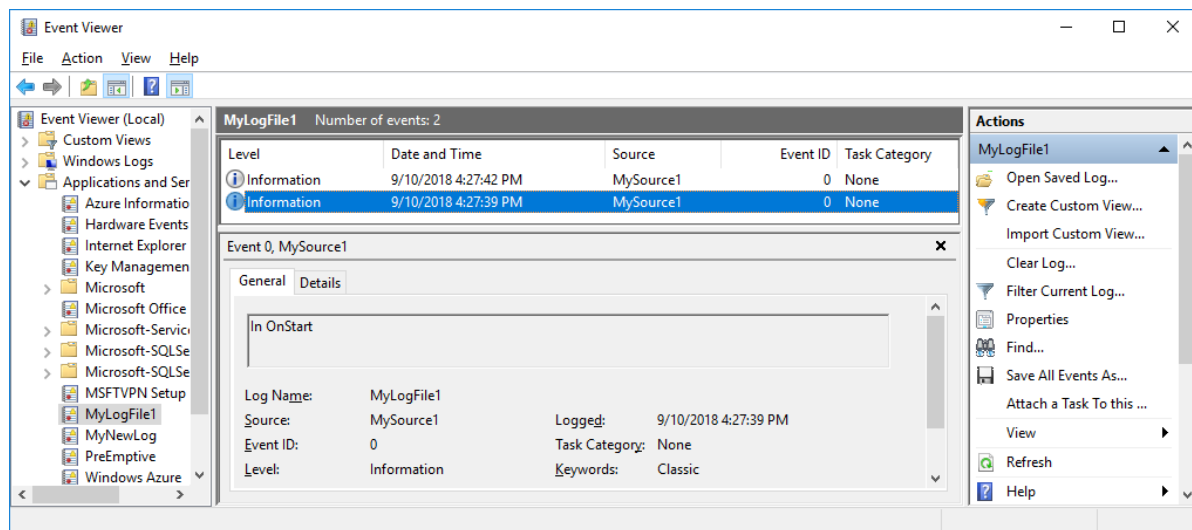 Event Viewer
File Action View Help
Event Viewer (Local)
Custom Views
Windows Logs
Applications and Ser
Azure Informatio
Hardware Events
Internet Explorer
Key Managemen
Microsoft
Microsoft Office
Microsoft-Servic
Microsoft-SQLSe
Microsoft-SQLSe
MSFTVPN Setup
MyLogFile1
MyNewLog
PreEmptive
Windows Azure
MyLogFile1 Number of events: 2
Level Date and Time Source Event ID Task Category
Information 9/10/2018 4:27:42 PM MySource1 0 None
Information 9/10/2018 4:27:39 PM MySource1 0 None
Event 0, MySource1
General Details
In OnStart
Log Name: MyLogFile1
Source: MySource1 Logged: 9/10/2018 4:27:39 PM
Event ID: 0 Task Category: None
Level: Information Keywords: Classic
Actions
MyLogFile1
Open Saved Log...
Create Custom View...
Import Custom View...
Clear Log...
Filter Current Log...
Properties
Find...
Save All Events As...
Attach a Task To this ...
View
Refresh
Help